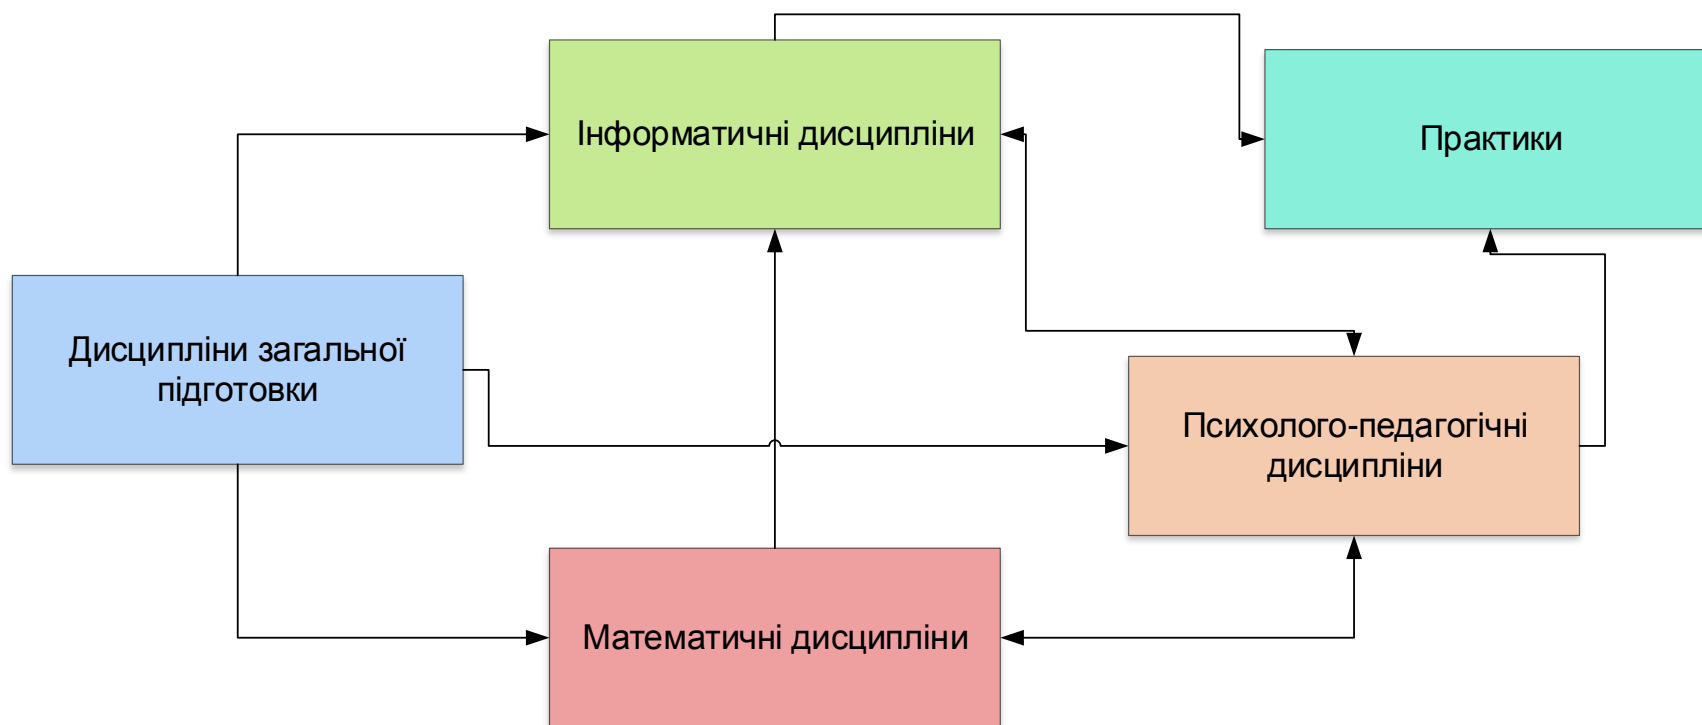 Інформатичні дисципліни
Практики
Дисципліни загальної
підготовки
Психолого-педагогічні
дисципліни
Математичні дисципліни